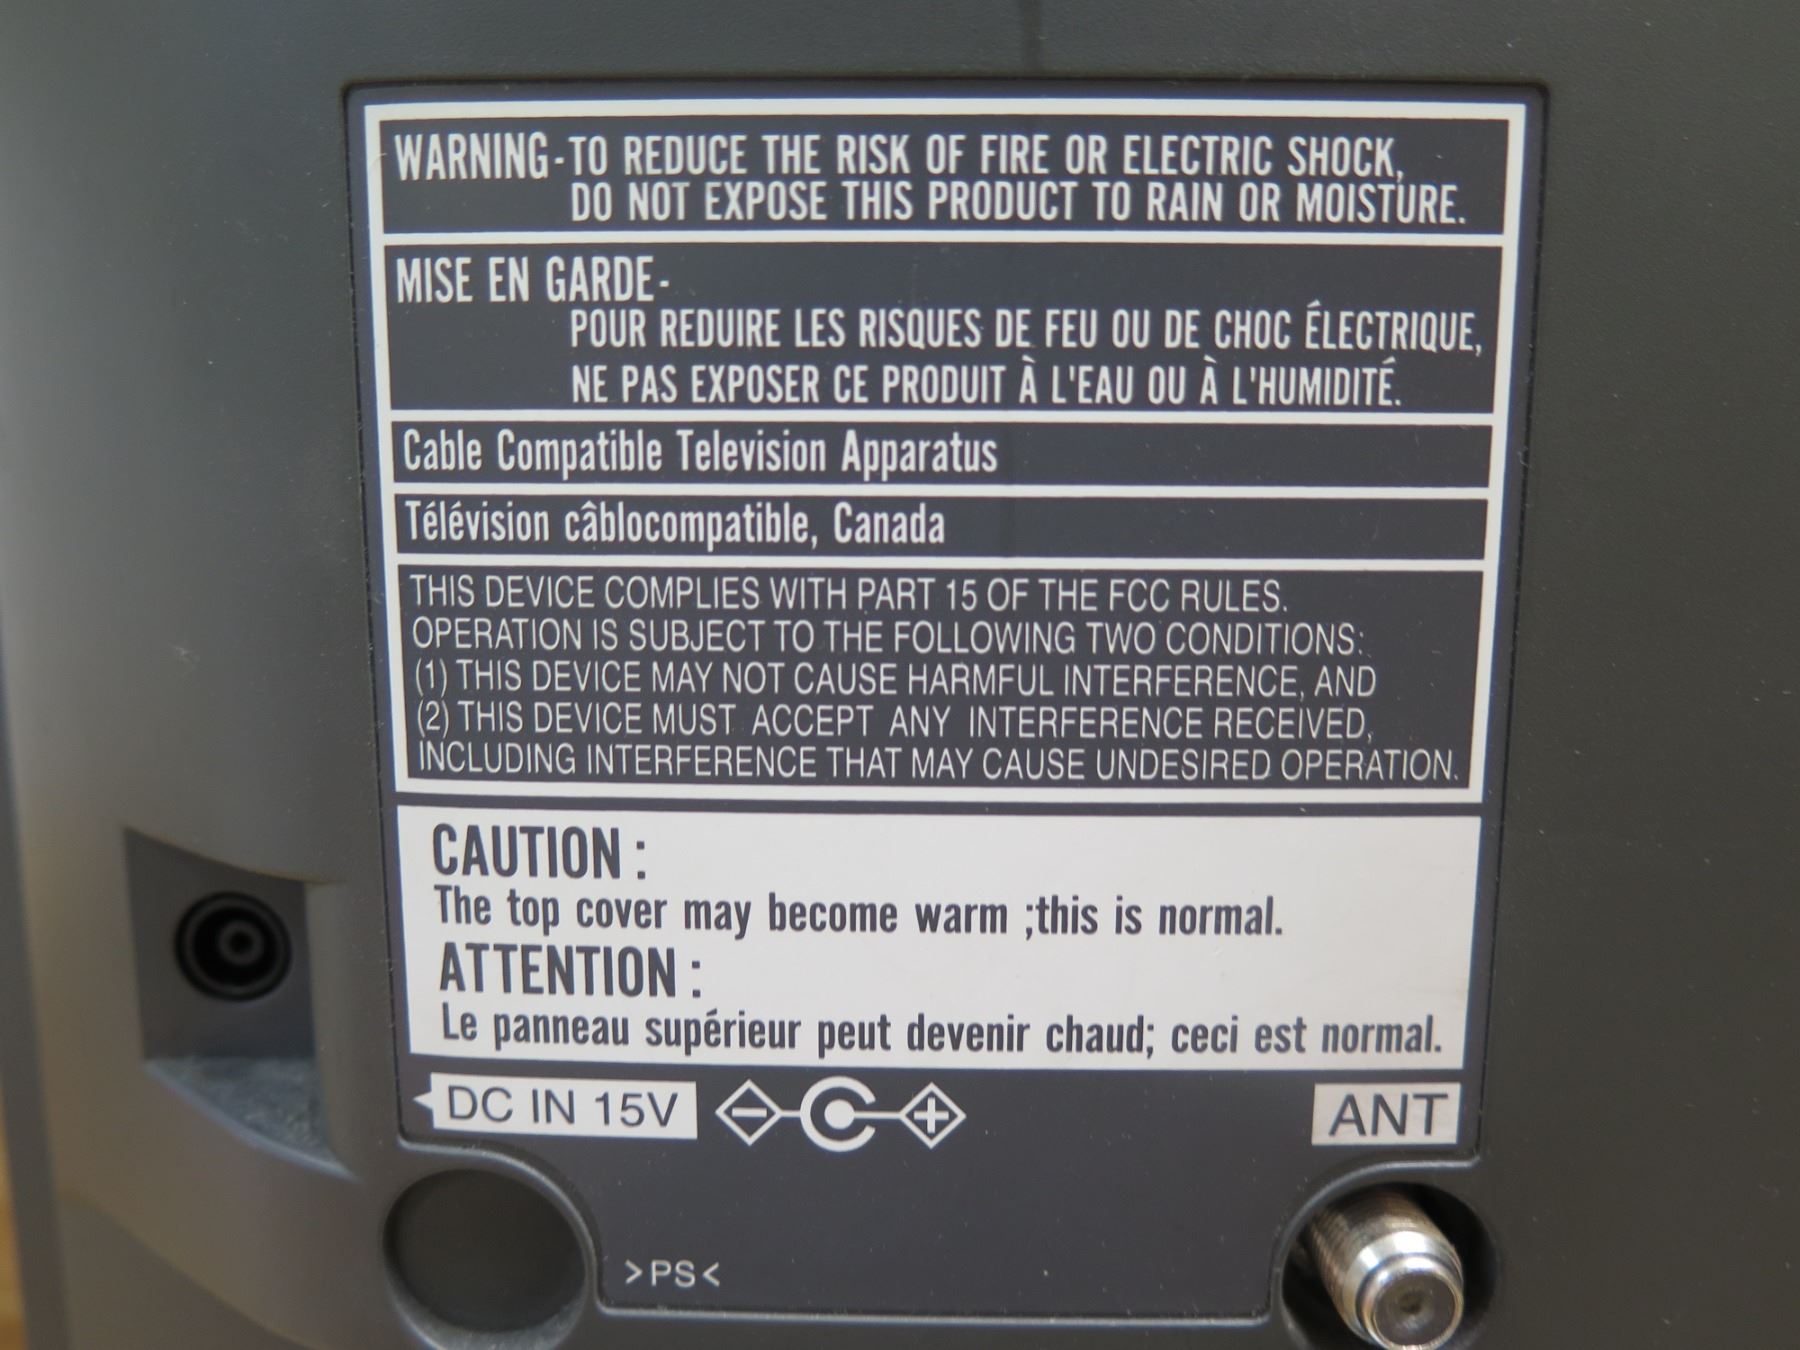 WARNING-TO REDUCE THE RISK OF FIRE OR ELECTRIC SHOCK,
DO NOT EXPOSE THIS PRODUCT TO RAIN OR MOISTURE.
MISE EN GARDE-
POUR REDUIRE LES RISQUES DE FEU OU DE CHOC ÉLECTRIQUE,
NE PAS EXPOSER CE PRODUIT À L'EAU OU À L'HUMIDITÉ.
Cable Compatible Television Apparatus
Télévision câblocompatible, Canada
THIS DEVICE COMPLIES WITH PART 15 OF THE FCC RULES.
OPERATION IS SUBJECT TO THE FOLLOWING TWO CONDITIONS:
(1) THIS DEVICE MAY NOT CAUSE HARMFUL INTERFERENCE, AND
(2) THIS DEVICE MUST ACCEPT ANY INTERFERENCE RECEIVED,
INCLUDING INTERFERENCE THAT MAY CAUSE UNDESIRED OPERATION.
CAUTION :
The top cover may become warm ;this is normal.
ATTENTION :
Le panneau supérieur peut devenir chaud; ceci est normal.
DC IN 15V - + ANT
>PS<